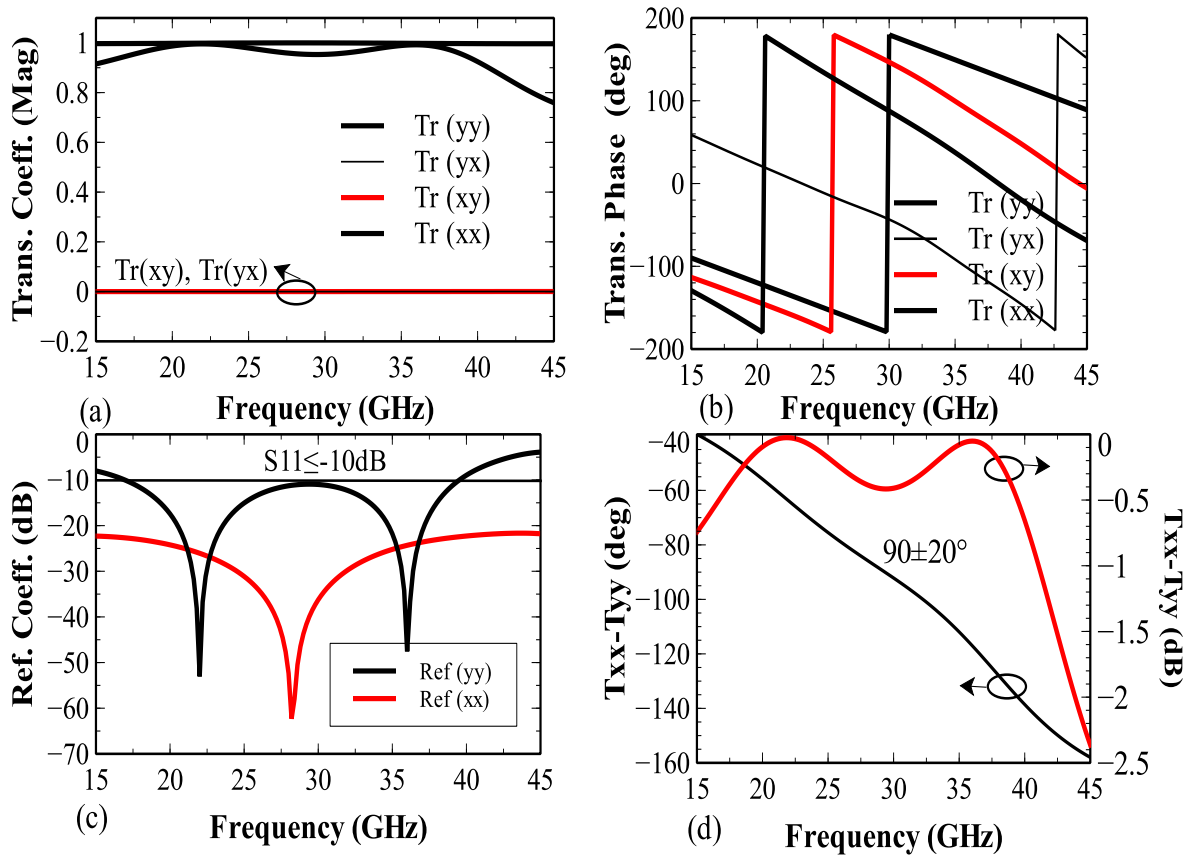 Trans. Coeff. (Mag)
1
0.8
0.6
0.4
0.2
0
−0.2
Tr (yy)
Tr (yx)
Tr (xy)
Tr (xx)
Tr(xy), Tr(yx)
15 20 25 30 35 40 45
(a)
Frequency (GHz)
Trans. Phase (deg)
200
100
0
−100
−200
Tr (yy)
Tr (yx)
Tr (xy)
Tr (xx)
15 20 25 30 35 40 45
(b)
Frequency (GHz)
Ref. Coeff. (dB)
0
−10
−20
−30
−40
−50
−60
−70
S11≤-10dB
Ref (yy)
Ref (xx)
15 20 25 30 35 40 45
(c)
Frequency (GHz)
Txx-Tyy (deg)
−40
−60
−80
−100
−120
−140
−160
90±20°
0
−0.5
−1
−1.5
−2
−2.5
Txx-Tyy (dB)
15 20 25 30 35 40 45
(d)
Frequency (GHz)